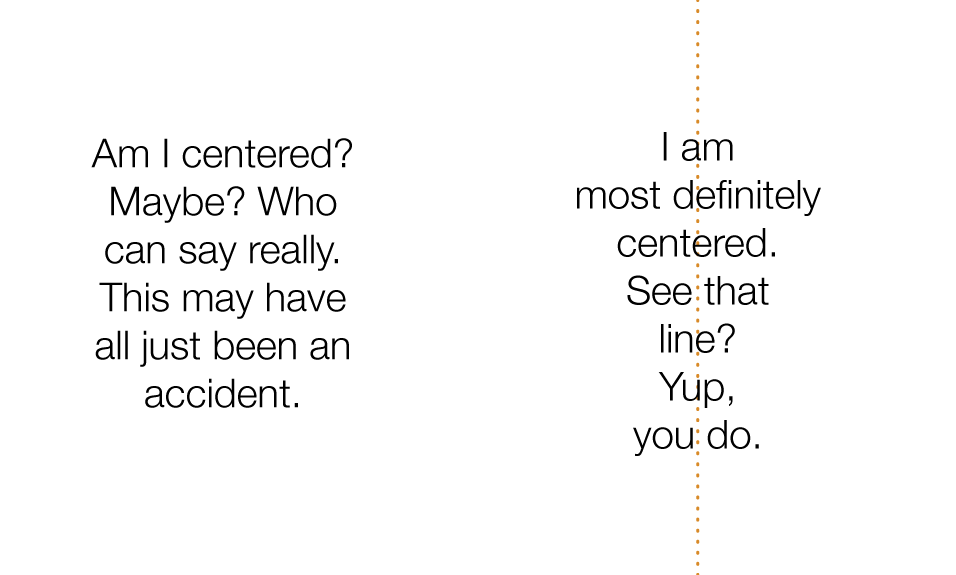 Am I centered?
Maybe? Who
can say really.
This may have
all just been an
accident.
I am
most definitely
centered.
See that
line?
Yup,
you do.